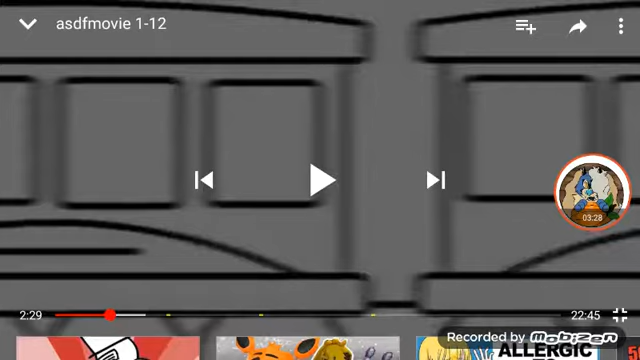 asdfmovie 1-12
03:28
2:29
22:45
Recorded by Mobizen
ALLERGIC